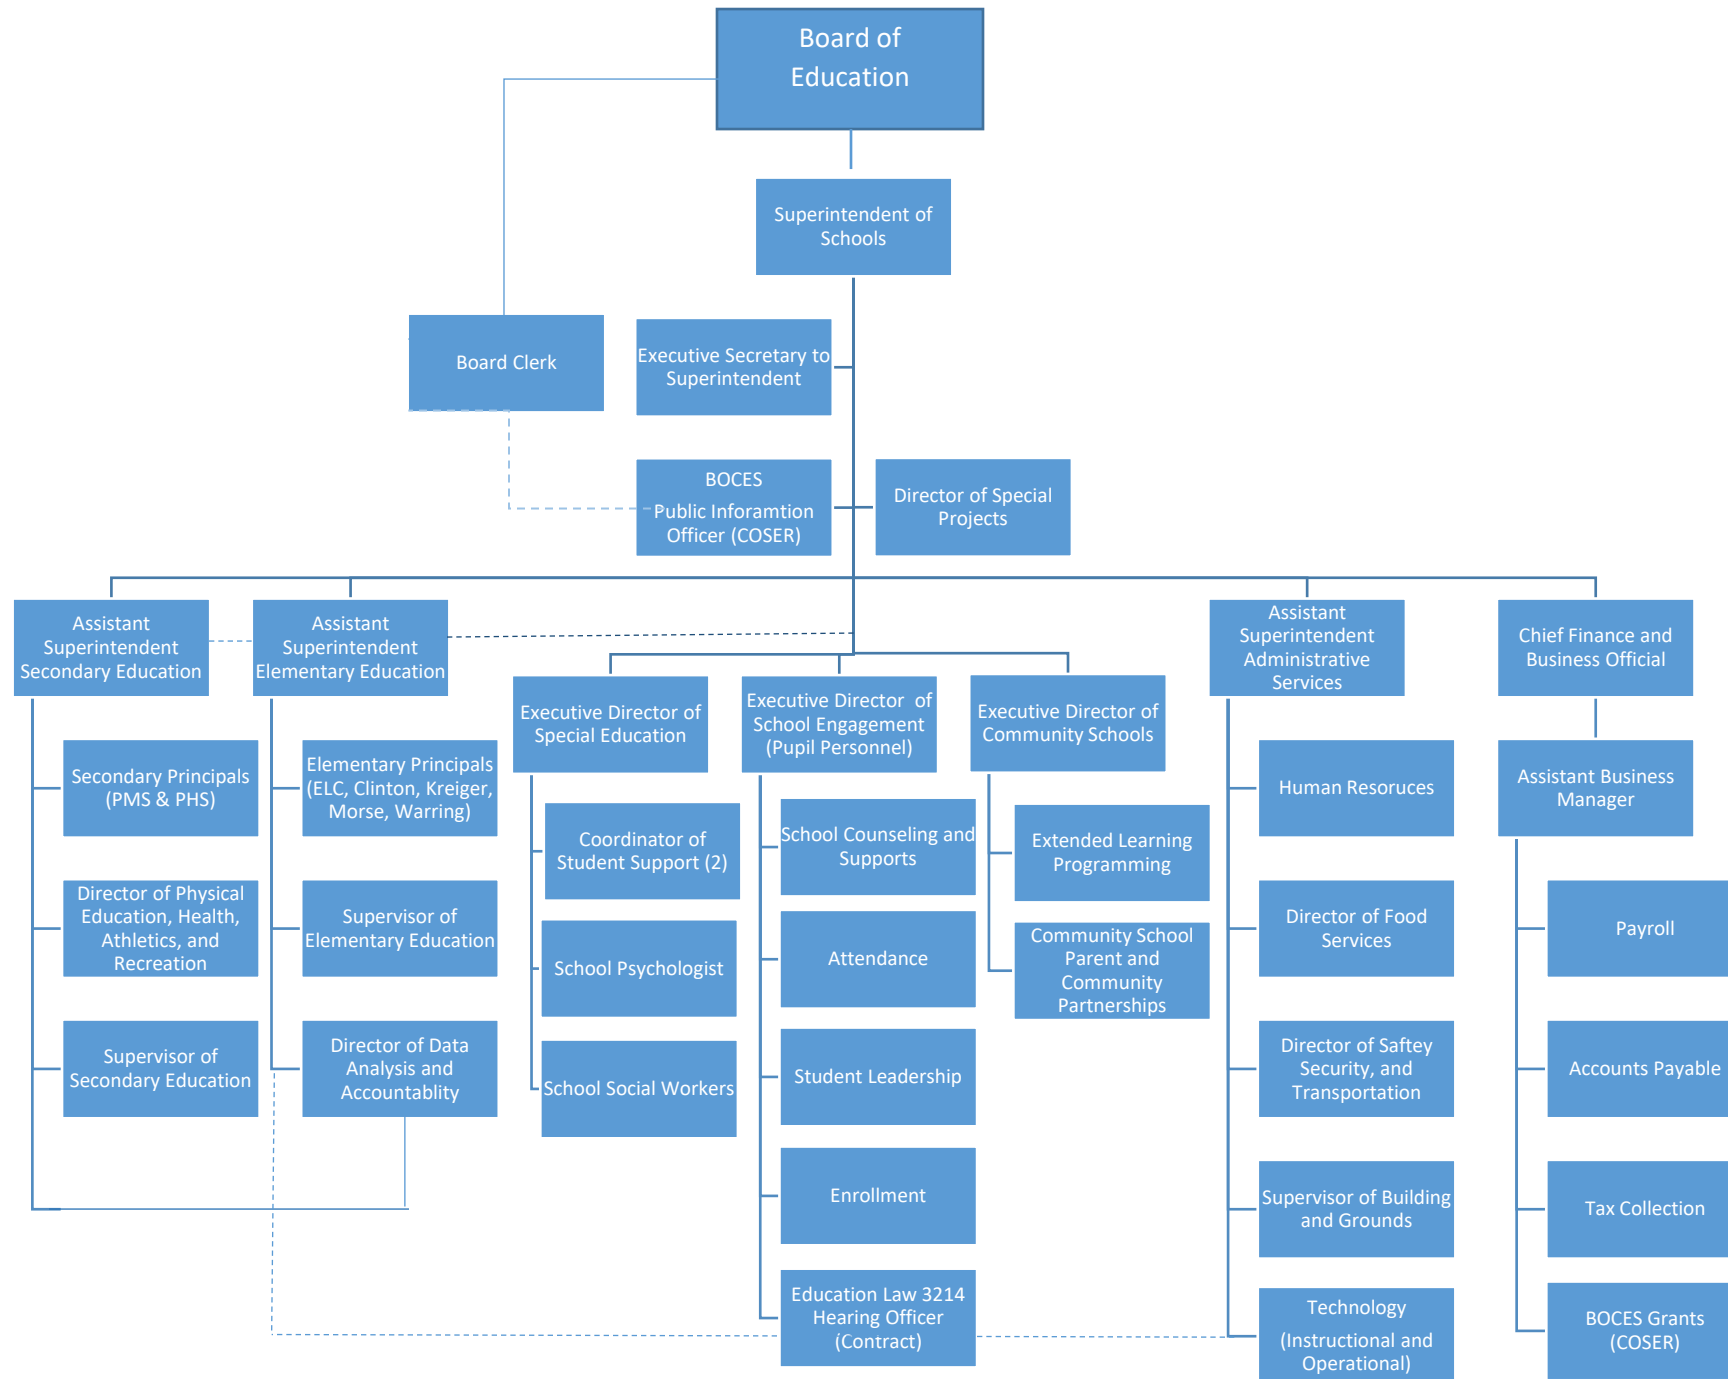 Board of
Education
Superintendent of
Schools
Board Clerk
Executive Secretary to
Superintendent
BOCES
Public Inforamtion
Officer (COSER)
Director of Special
Projects
Assistant
Superintendent
Secondary Education
Assistant
Superintendent
Elementary Education
Assistant
Superintendent
Administrative
Services
Chief Finance and
Business Official
Executive Director of
Special Education
Executive Director  of
School Engagement
(Pupil Personnel)
Executive Director of
Community Schools
Secondary Principals
(PMS & PHS)
Director of Physical
Education, Health,
Athletics, and
Recreation
Supervisor of
Secondary Education
Elementary Principals
(ELC, Clinton, Kreiger,
Morse, Warring)
Supervisor of
Elementary Education
Director of Data
Analysis and
Accountablity
Coordinator of
Student Support (2)
School Psychologist
School Social Workers
School Counseling and
Supports
Attendance
Student Leadership
Enrollment
Education Law 3214
Hearing Officer
(Contract)
Extended Learning
Programming
Community School
Parent and
Community
Partnerships
Human Resoruces
Director of Food
Services
Director of Saftey
Security, and
Transportation
Supervisor of Building
and Grounds
Technology
(Instructional and
Operational)
Assistant Business
Manager
Payroll
Accounts Payable
Tax Collection
BOCES Grants
(COSER)